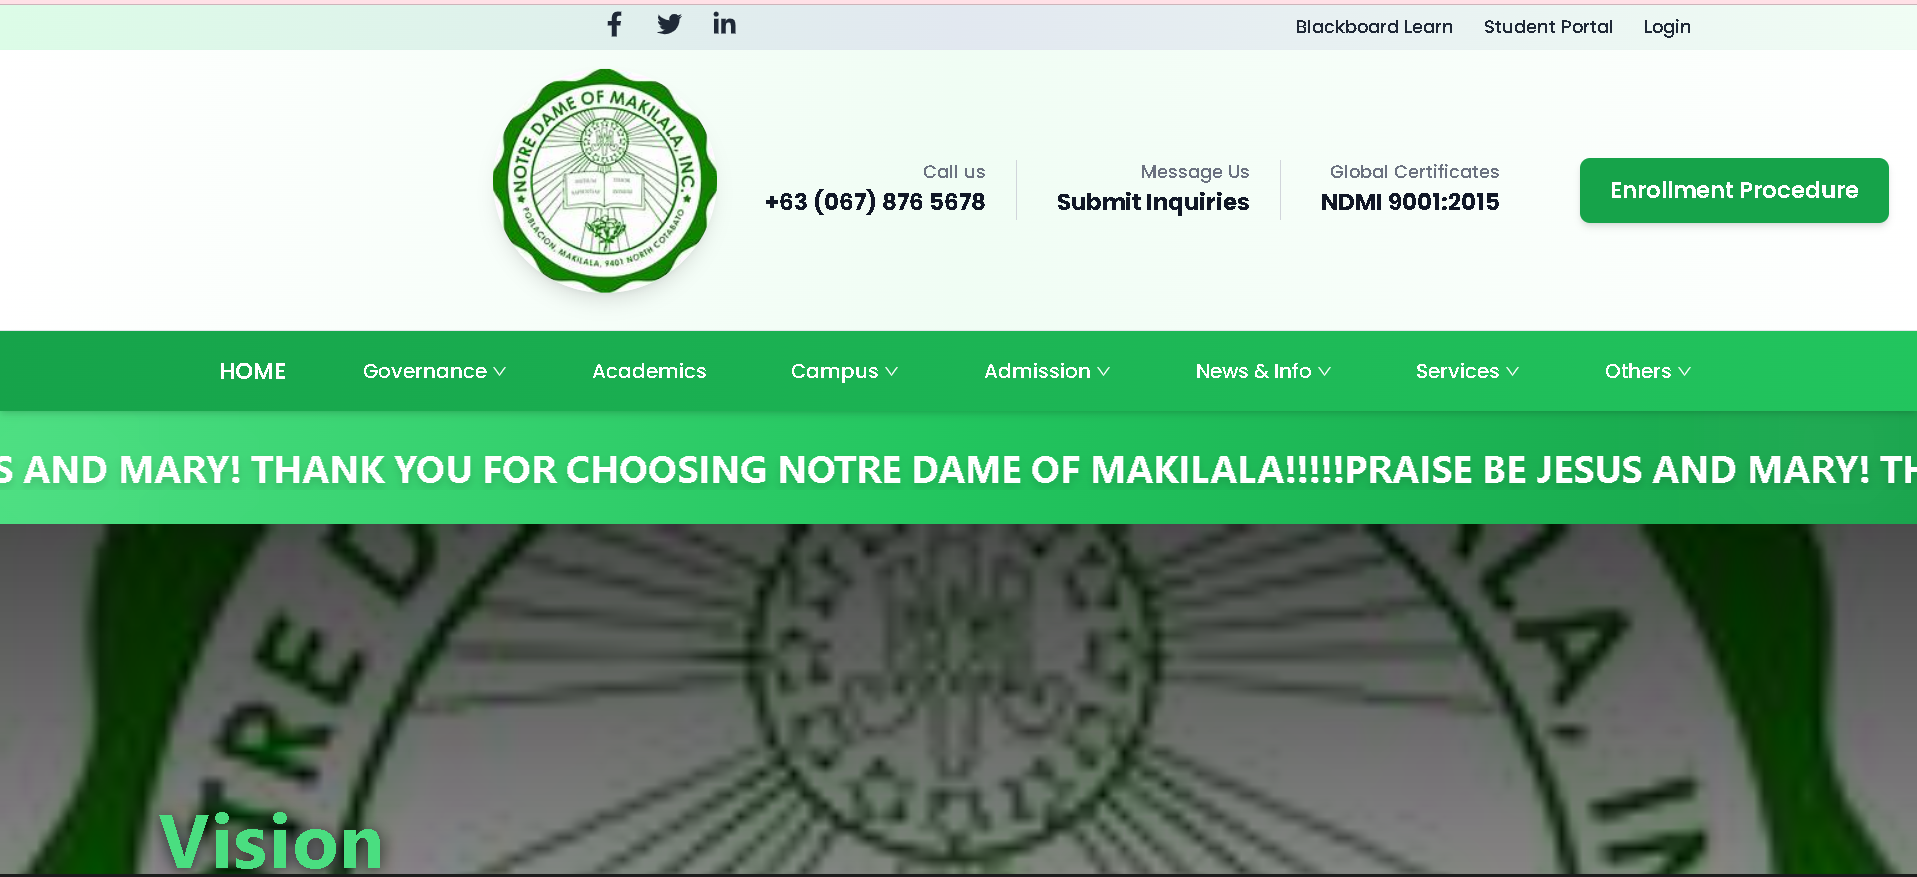 Blackboard Learn Student Portal Login
NOTRE DAME OF MAKILALA, INC.
POBLACION, MAKILALA, 9401 NORTH COTABATO
Call us
+63 (067) 876 5678
Message Us
Submit Inquiries
Global Certificates
NDMI 9001:2015
Enrollment Procedure
HOME Governance Academics Campus Admission News & Info Services Others
S AND MARY! THANK YOU FOR CHOOSING NOTRE DAME OF MAKILALA!!!!!PRAISE BE JESUS AND MARY! TH
TRE D LA, IN
Vision